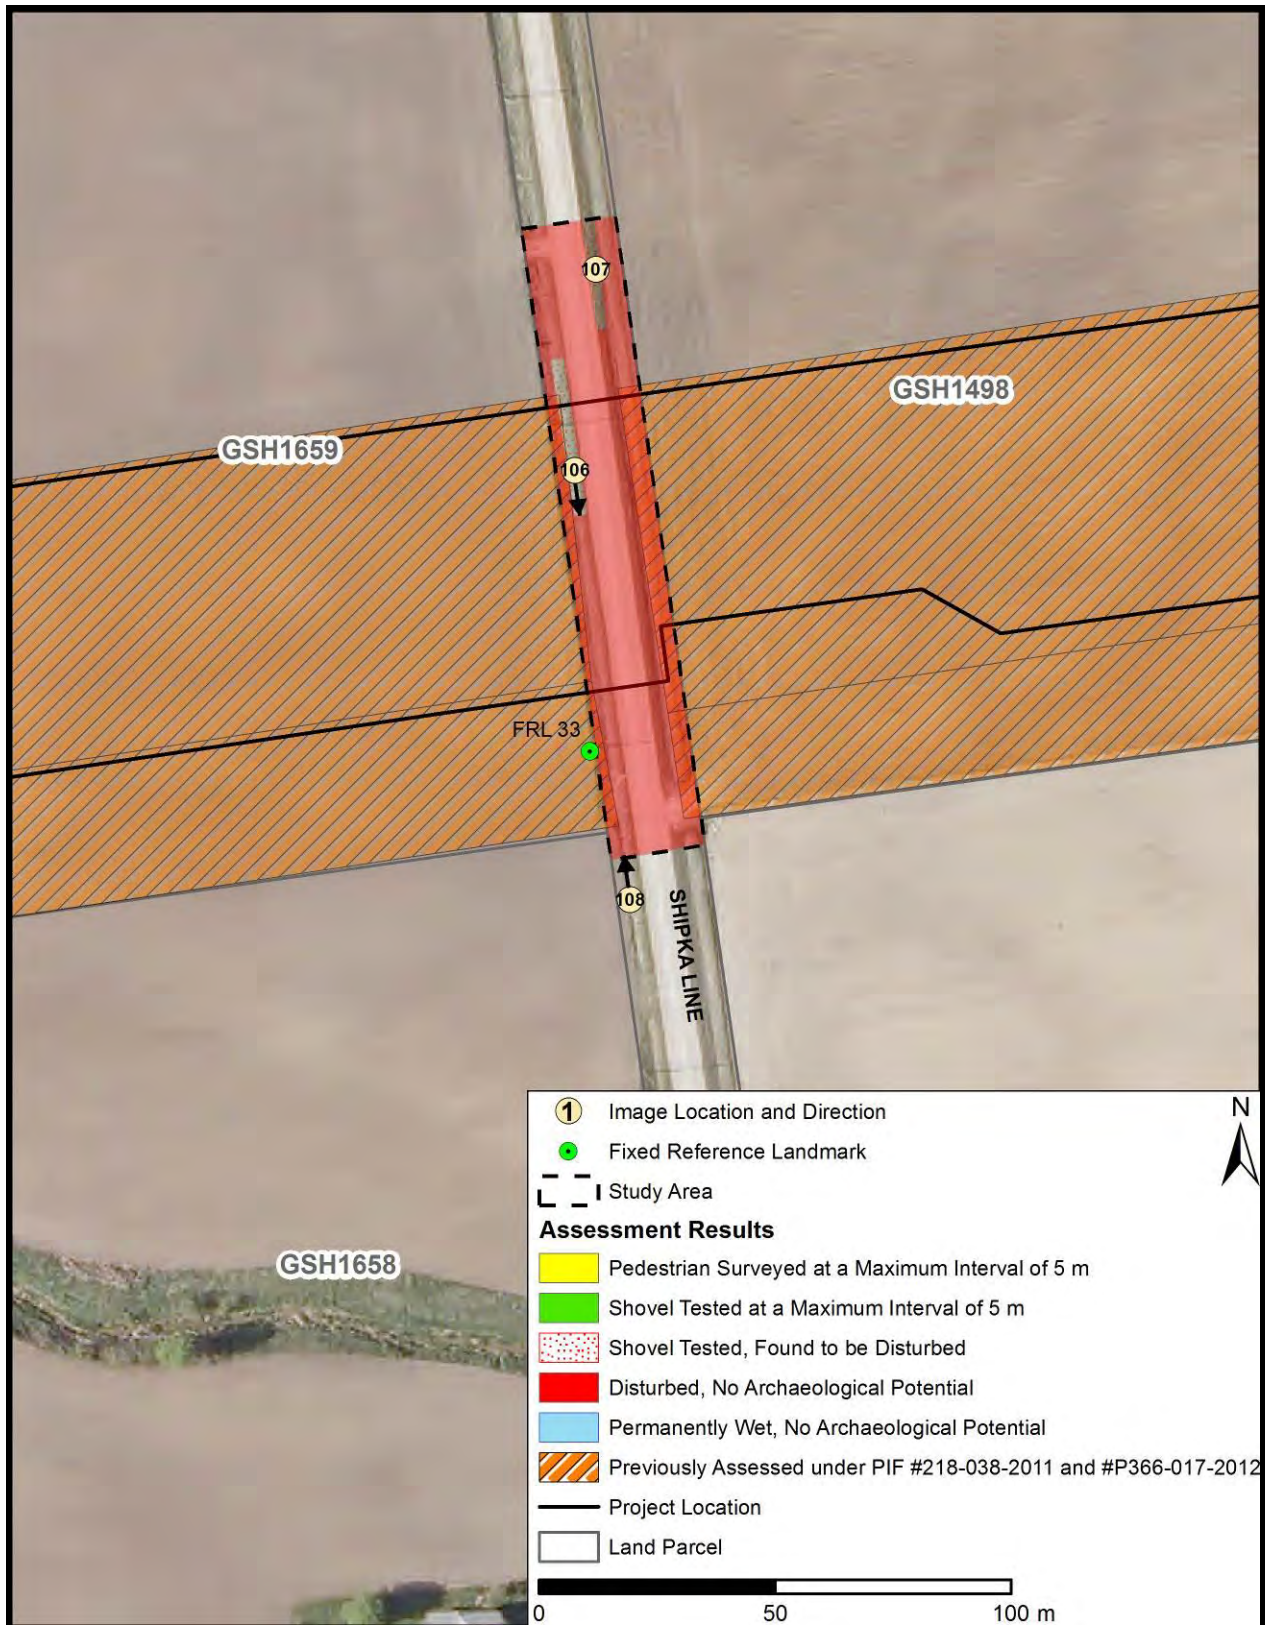 107
GSH1498
GSH1659
106
FRL 33
108
SHIPKA LINE
GSH1658
1 Image Location and Direction
N
Fixed Reference Landmark
Study Area
Assessment Results
Pedestrian Surveyed at a Maximum Interval of 5 m
Shovel Tested at a Maximum Interval of 5 m
Shovel Tested, Found to be Disturbed
Disturbed, No Archaeological Potential
Permanently Wet, No Archaeological Potential
Previously Assessed under PIF #218-038-2011 and #P366-017-2012
Project Location
Land Parcel
0 50 100 m